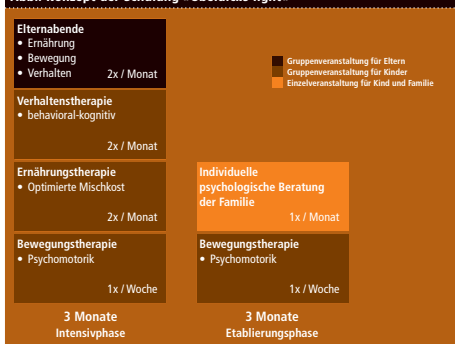 Elternabende
• Ernährung
• Bewegung
• Verhalten 2x / Monat
Gruppenveranstaltung für Eltern
Gruppenveranstaltung für Kinder
Einzelveranstaltung für Kind und Familie
Verhaltenstherapie
• behavioral-kognitiv
2x / Monat
Ernährungstherapie
• Optimierte Mischkost
2x / Monat
Individuelle
psychologische Beratung
der Familie
1x / Monat
Bewegungstherapie
• Psychomotorik
1x / Woche
Bewegungstherapie
• Psychomotorik
1x / Woche
3 Monate
Intensivphase
3 Monate
Etablierungsphase